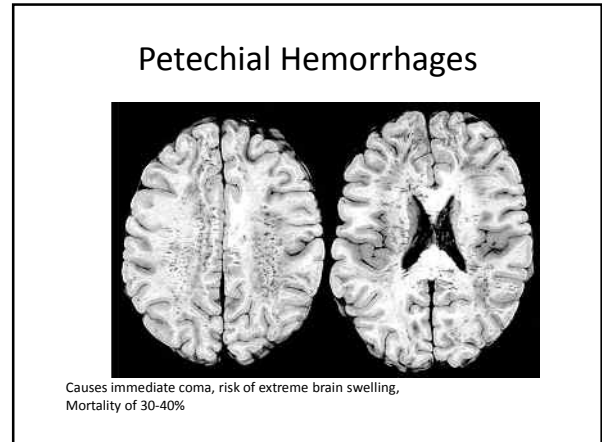 Petechial Hemorrhages
Causes immediate coma, risk of extreme brain swelling,
Mortality of 30-40%